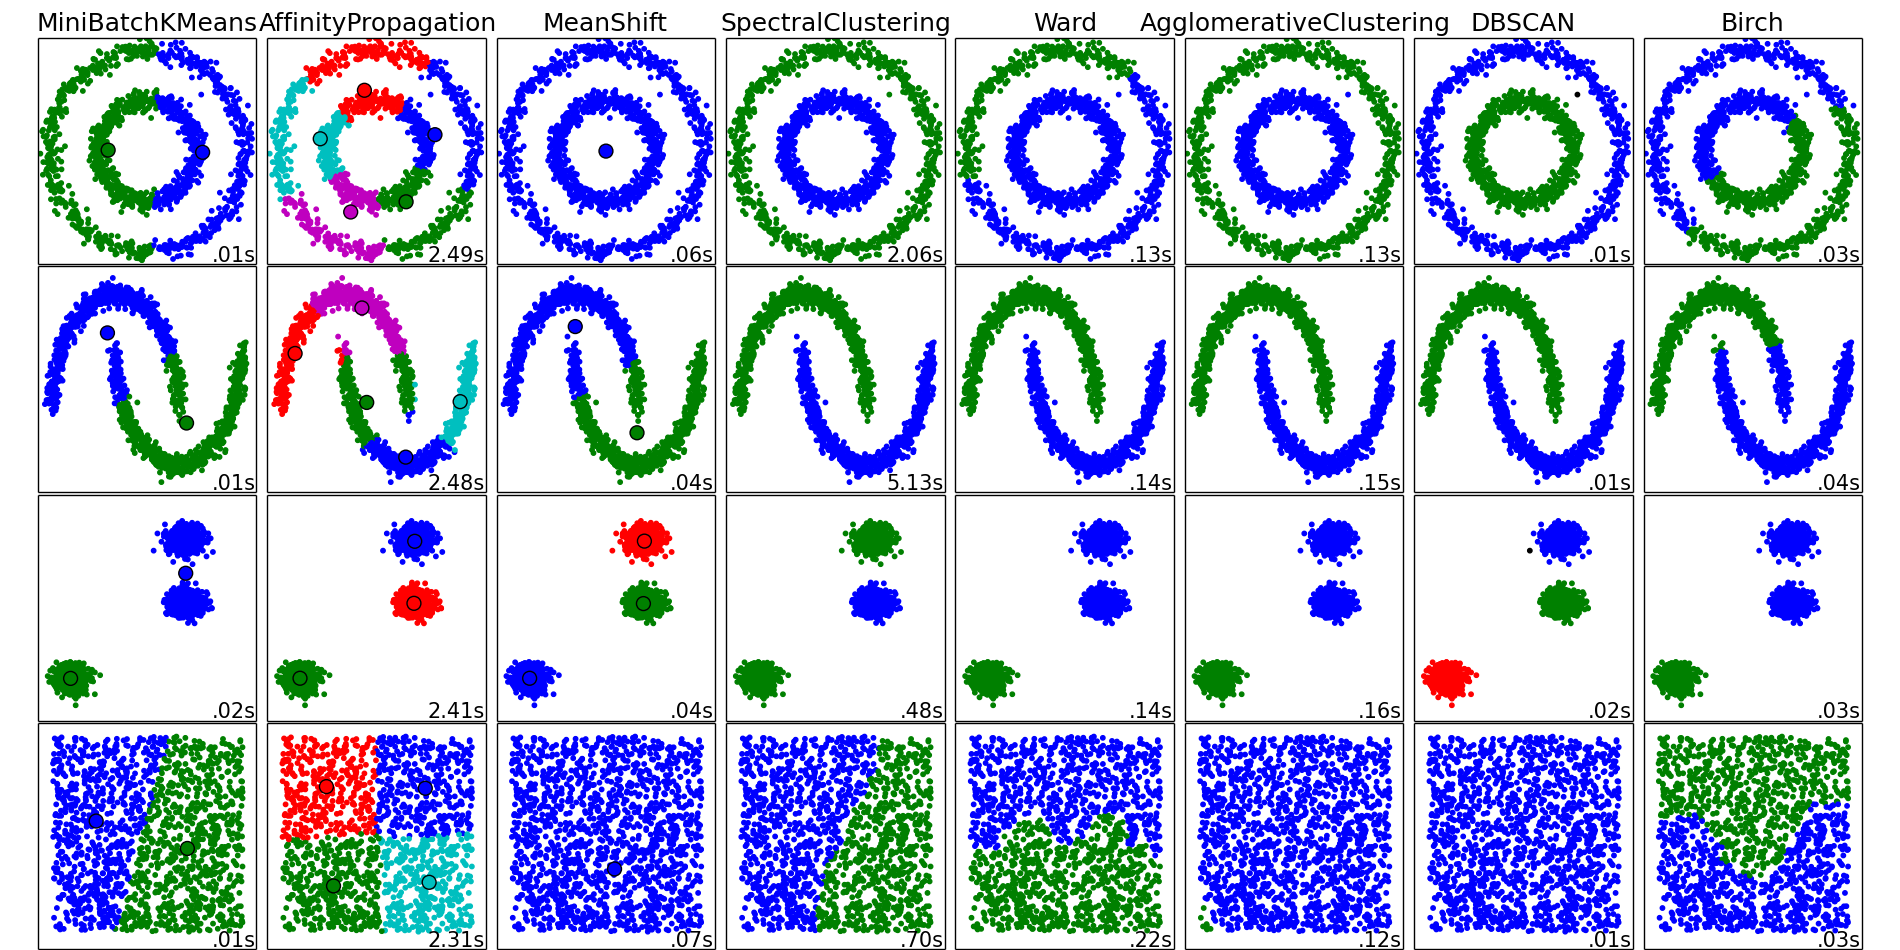 MiniBatchKMeans AffinityPropagation MeanShift SpectralClustering Ward AgglomerativeClustering DBSCAN Birch
.01s 2.49s .06s 2.06s .13s .13s .01s .03s
.01s 2.48s .04s 5.13s .14s .15s .01s .04s
.02s 2.41s .04s .48s .14s .16s .02s .03s
.01s 2.31s .07s .70s .22s .12s .01s .03s